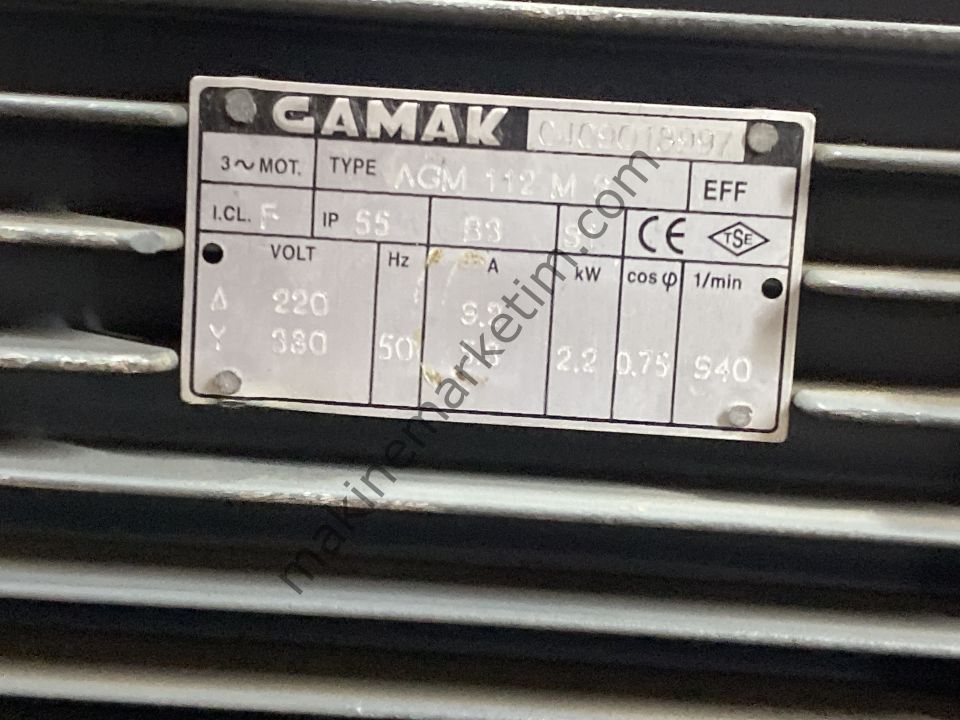 GAMAK
3~MOT. TYPE AGM 112 M EFF
I.CL. F IP 55 B3 CE TSE
VOLT Hz A kW cos φ 1/min
Δ 220
Y 380 50 2.2 0.75 940
makinemarketim.com